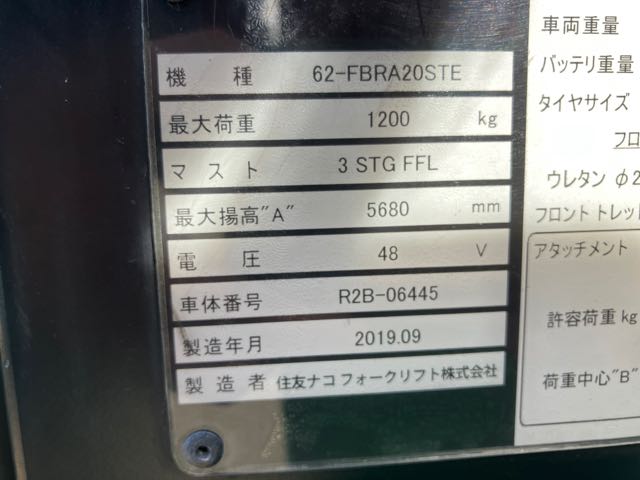 機 種 62-FBRA20STE
最大荷重 1200 kg
マ ス ト 3 STG FFL
最大揚高"A" 5680 mm
電 圧 48 V
車体番号 R2B-06445
製造年月 2019.09
製 造 者 住友ナコ フォークリフト株式会社
車両重量
バッテリ重量
タイヤサイズ
フロ
ウレタン φ2
フロント トレッ
アタッチメント
許容荷重 kg
荷重中心"B"